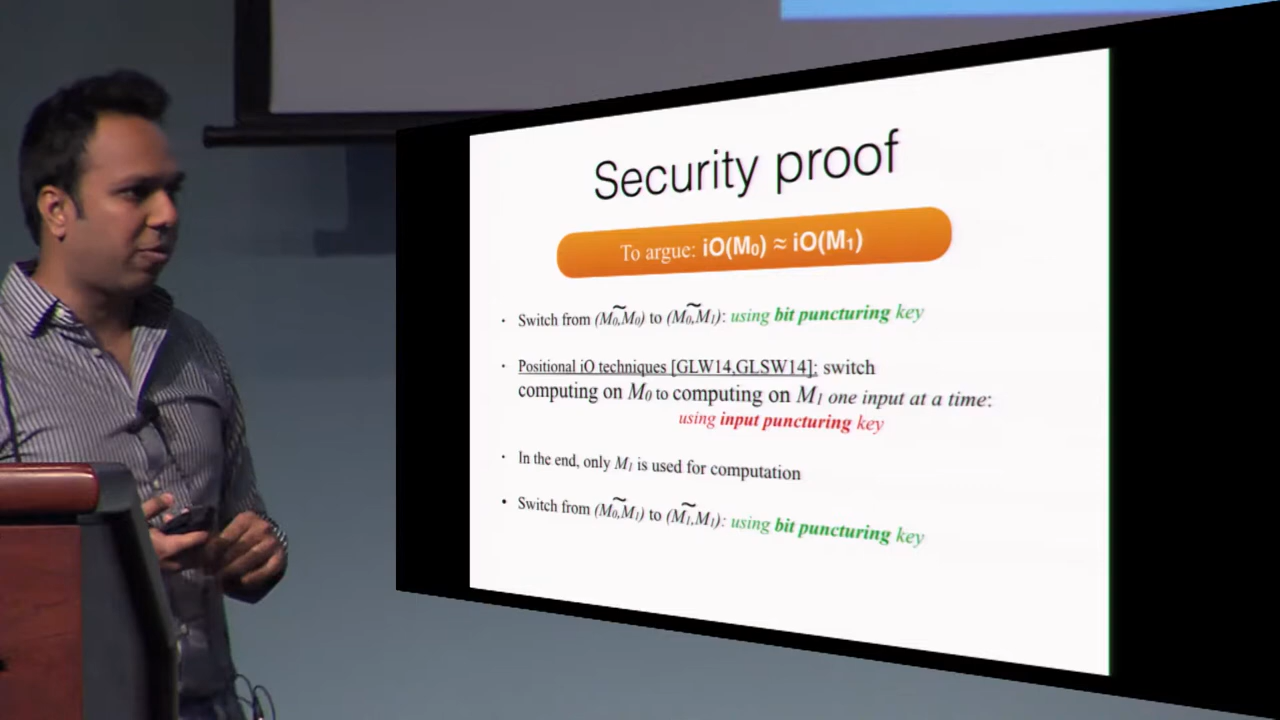 Security proof
To argue: iO(M₀) ≈ iO(M₁)
· Switch from (M̃₀,M₀) to (M̃₀,M₁): using bit puncturing key
· Positional iO techniques [GLW14,GLSW14]: switch
computing on M₀ to computing on M₁ one input at a time:
using input puncturing key
· In the end, only M₁ is used for computation
• Switch from (M̃₀,M₁) to (M̃₁,M₁): using bit puncturing key